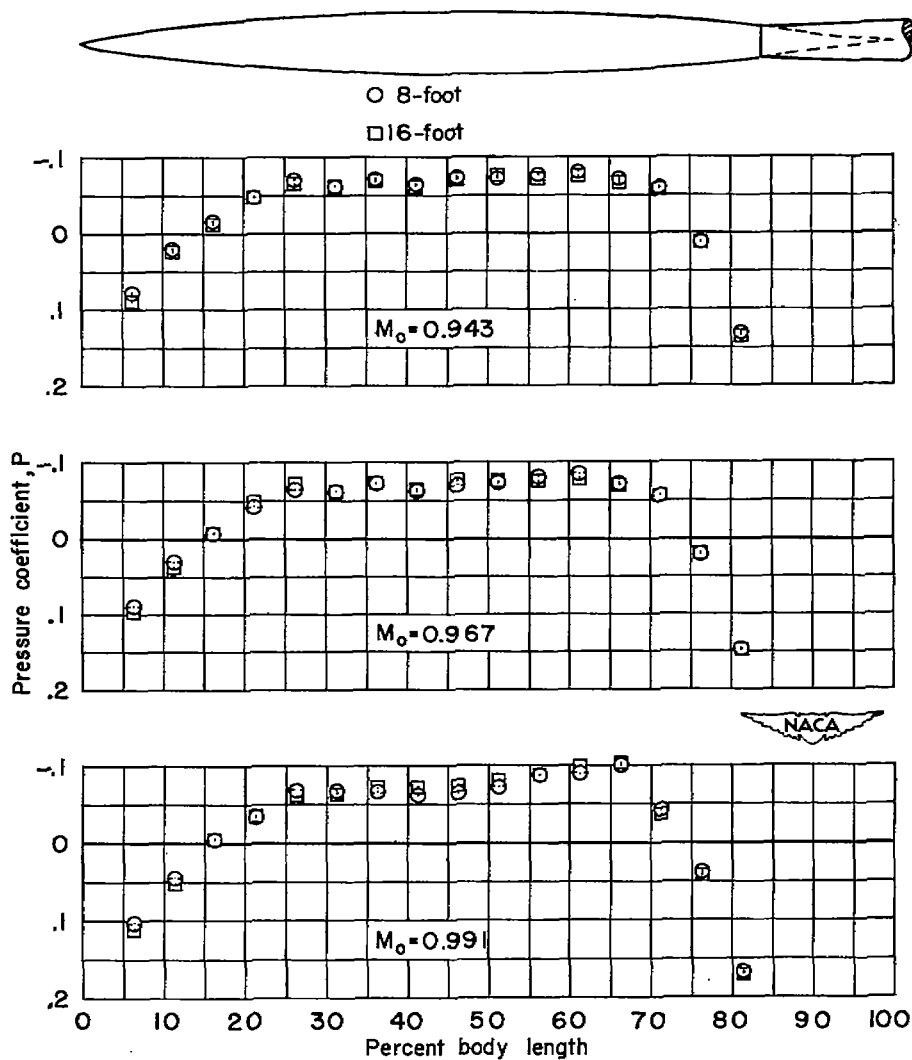 ○ 8-foot
□ 16-foot
-.1
0
.1
.2
M₀=0.943
-.1
0
.1
.2
M₀=0.967
Pressure coefficient, P
NACA
-.1
0
.1
.2
M₀=0.991
0 10 20 30 40 50 60 70 80 90 100
Percent body length